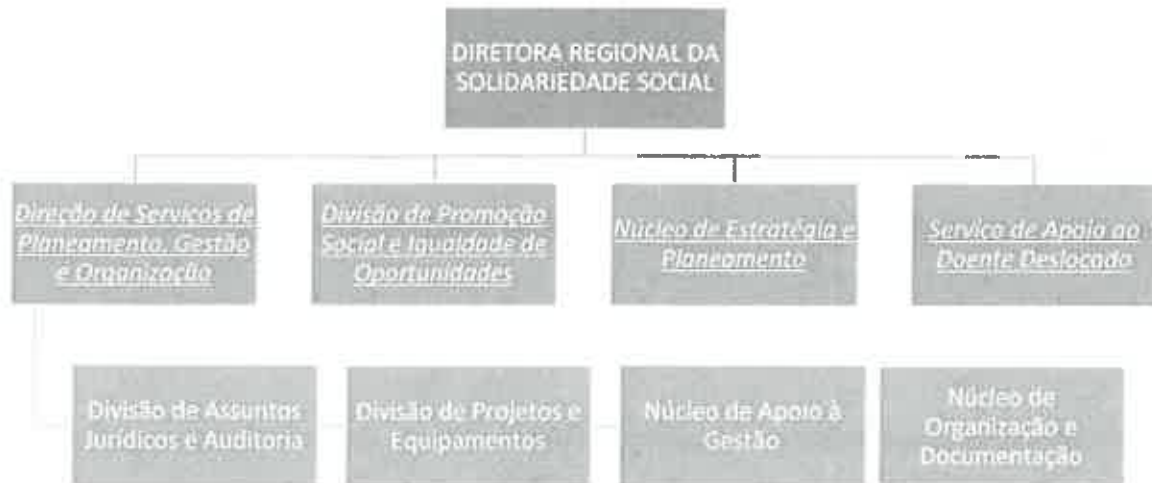 DIRETORA REGIONAL DA
SOLIDARIEDADE SOCIAL
Direção de Serviços de
Planeamento, Gestão
e Organização
Divisão de Promoção
Social e Igualdade de
Oportunidades
Núcleo de Estratégia e
Planeamento
Serviço de Apoio ao
Doente Deslocado
Divisão de Assuntos
Jurídicos e Auditoria
Divisão de Projetos e
Equipamentos
Núcleo de Apoio à
Gestão
Núcleo de
Organização e
Documentação